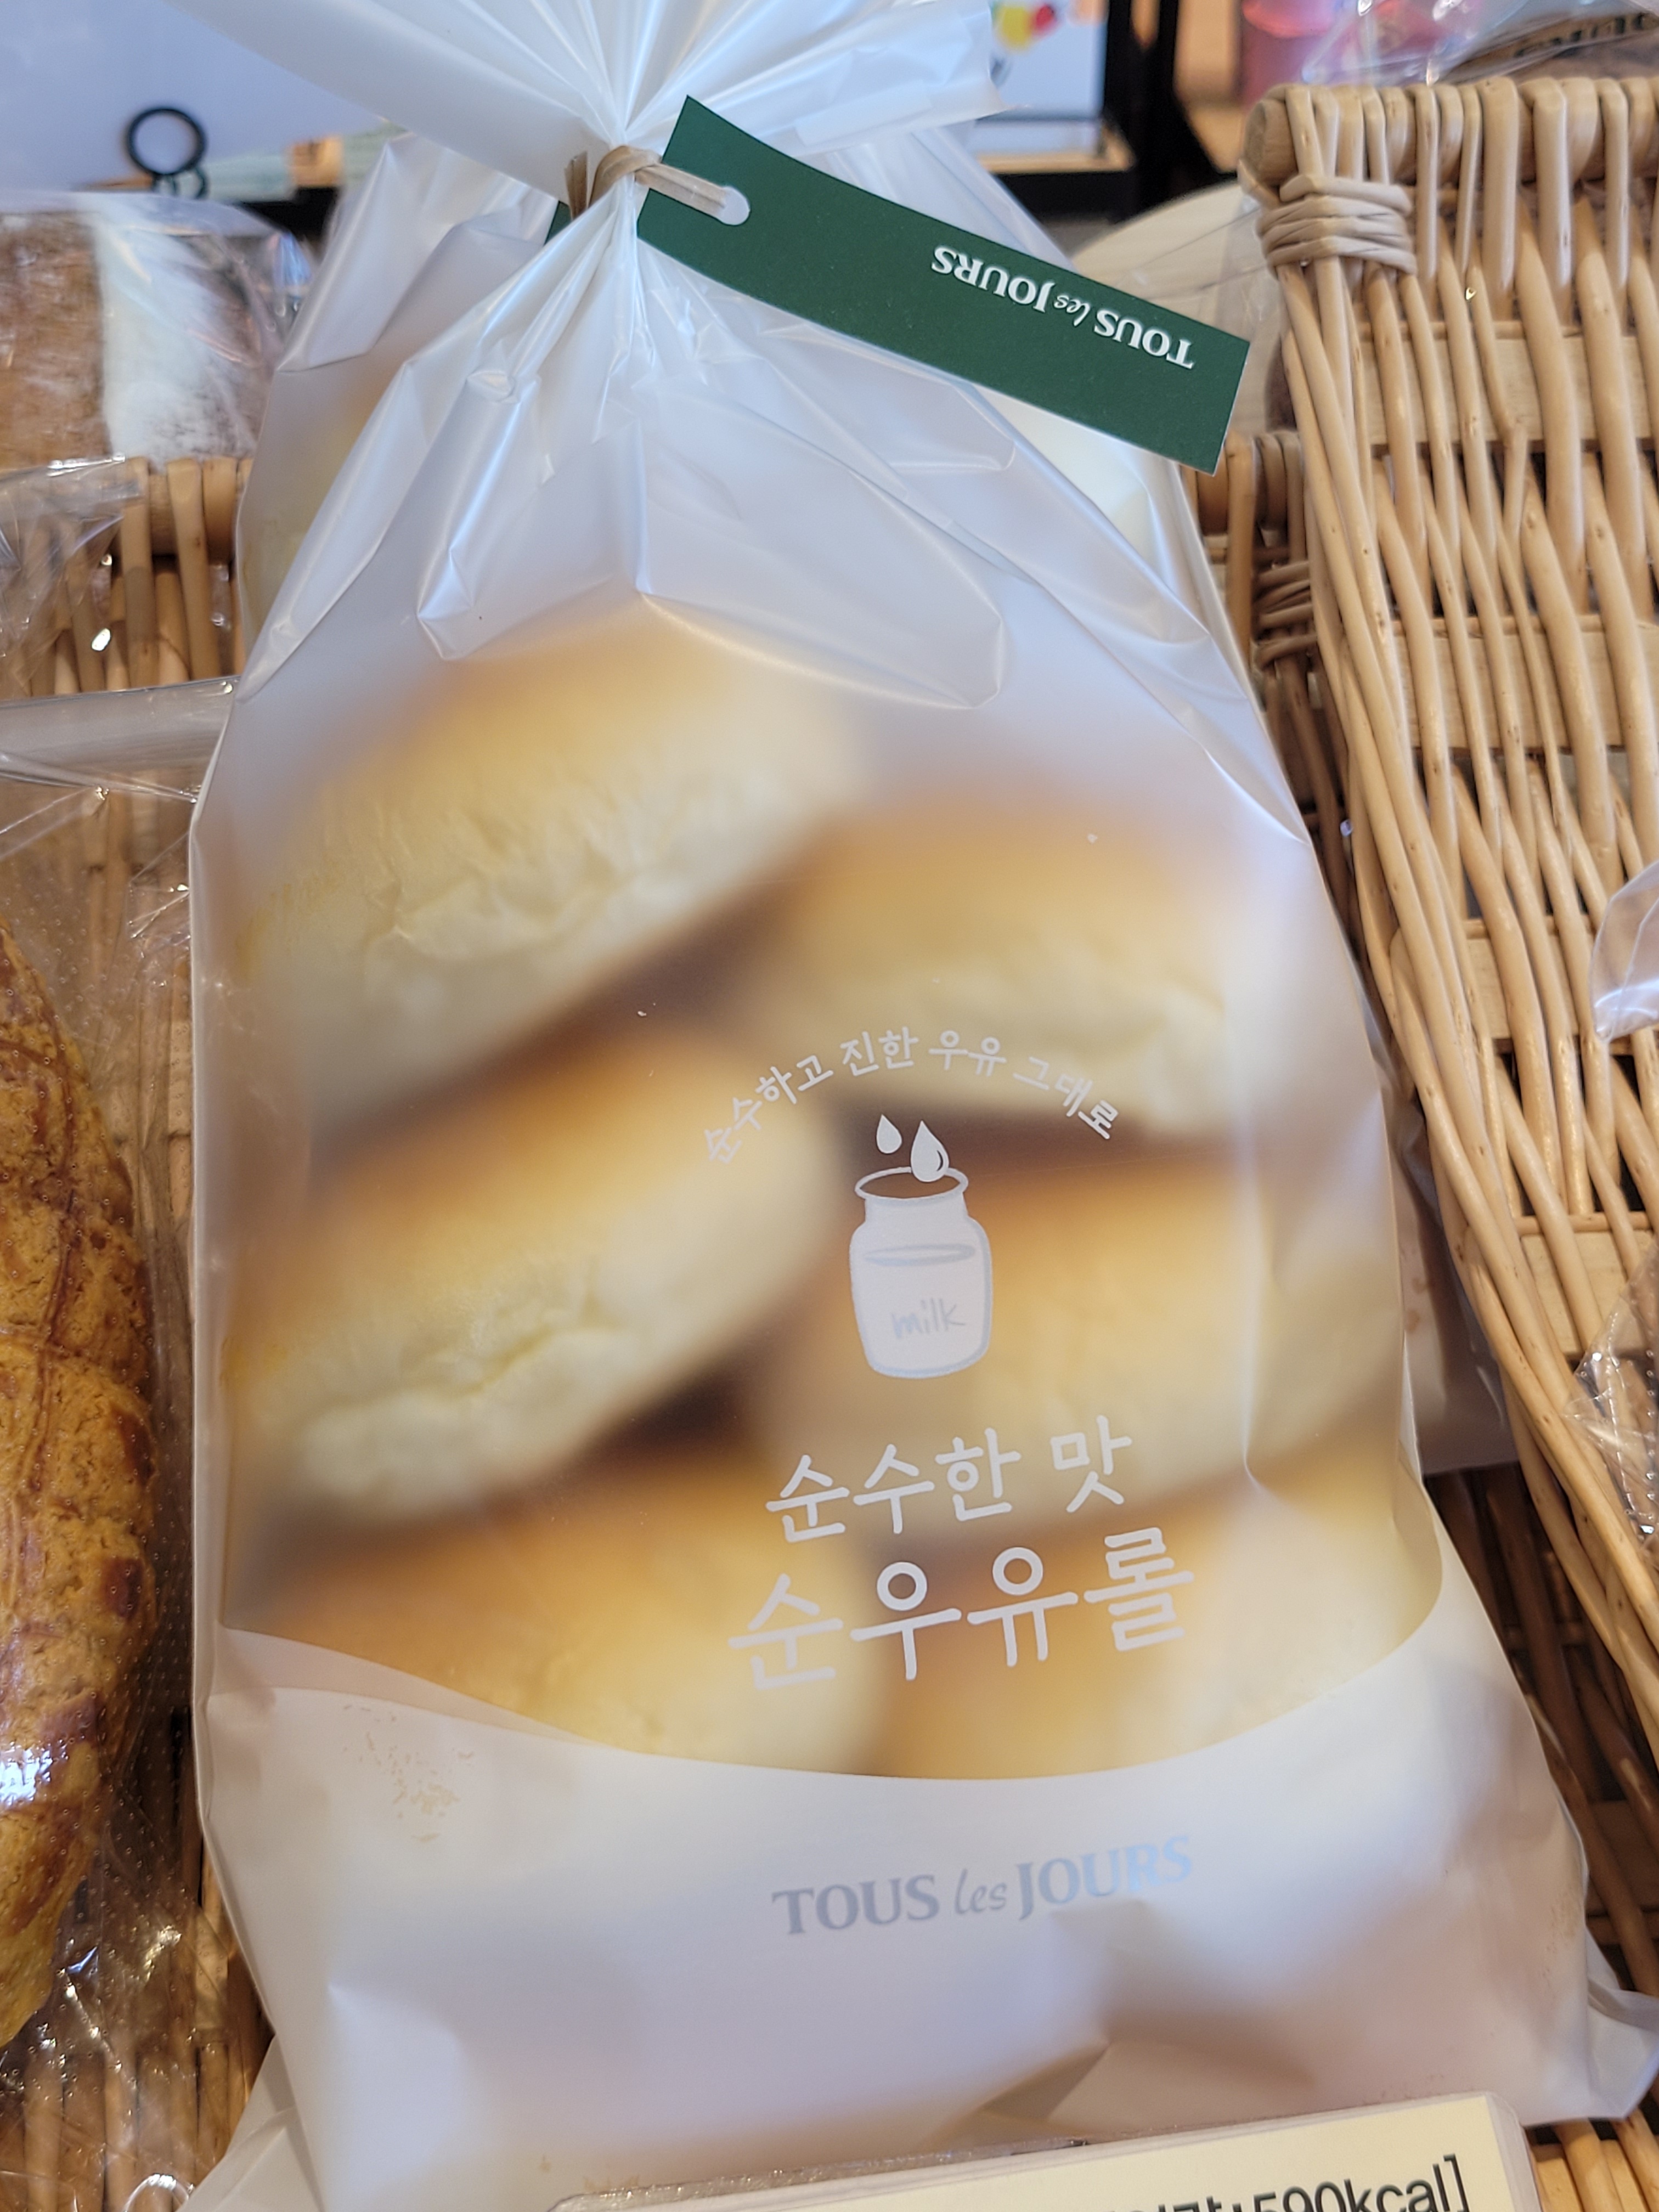 TOUS les JOURS
순수하고 진한 우유 그대로
milk
순수한 맛
순우유롤
TOUS les JOURS
590kcal]